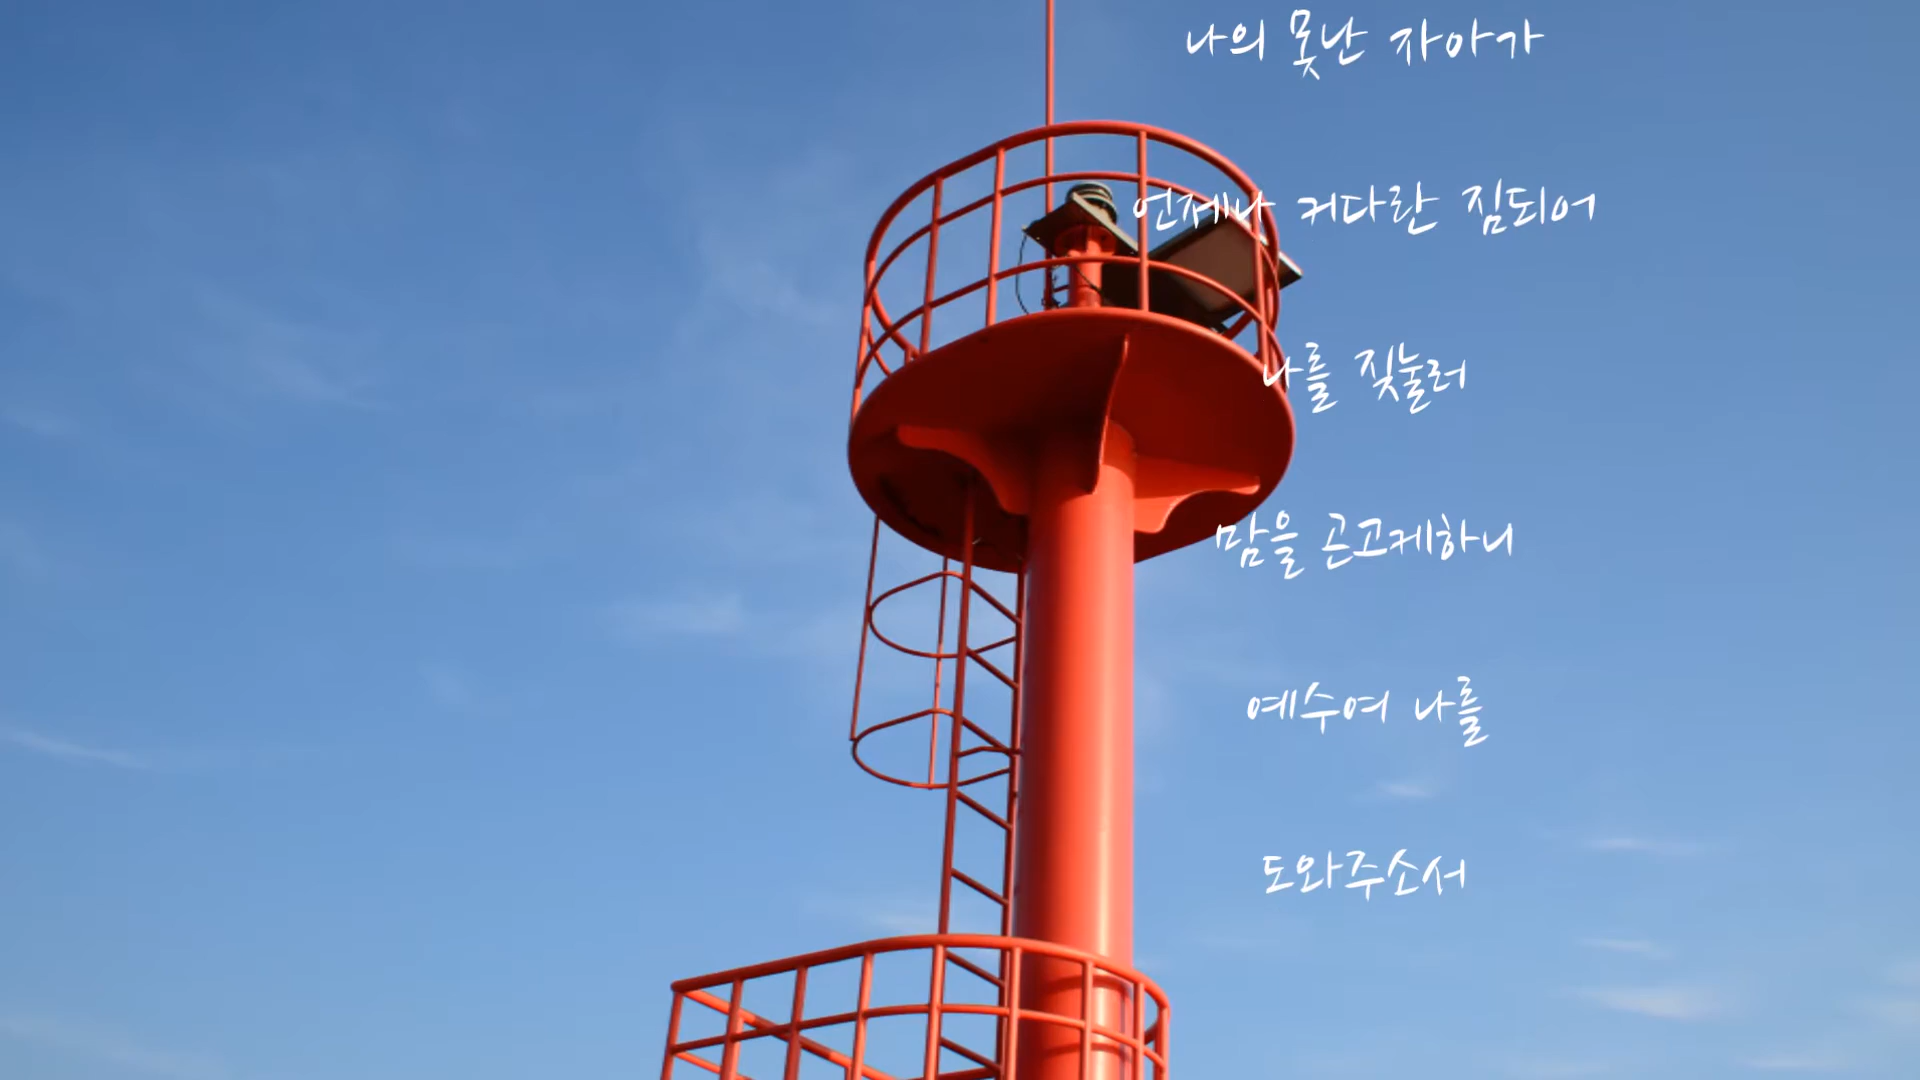 나의 못난 자아가
언제나 커다란 짐되어
나를 짖눌러
맘을 곤고케하니
예수여 나를
도와주소서